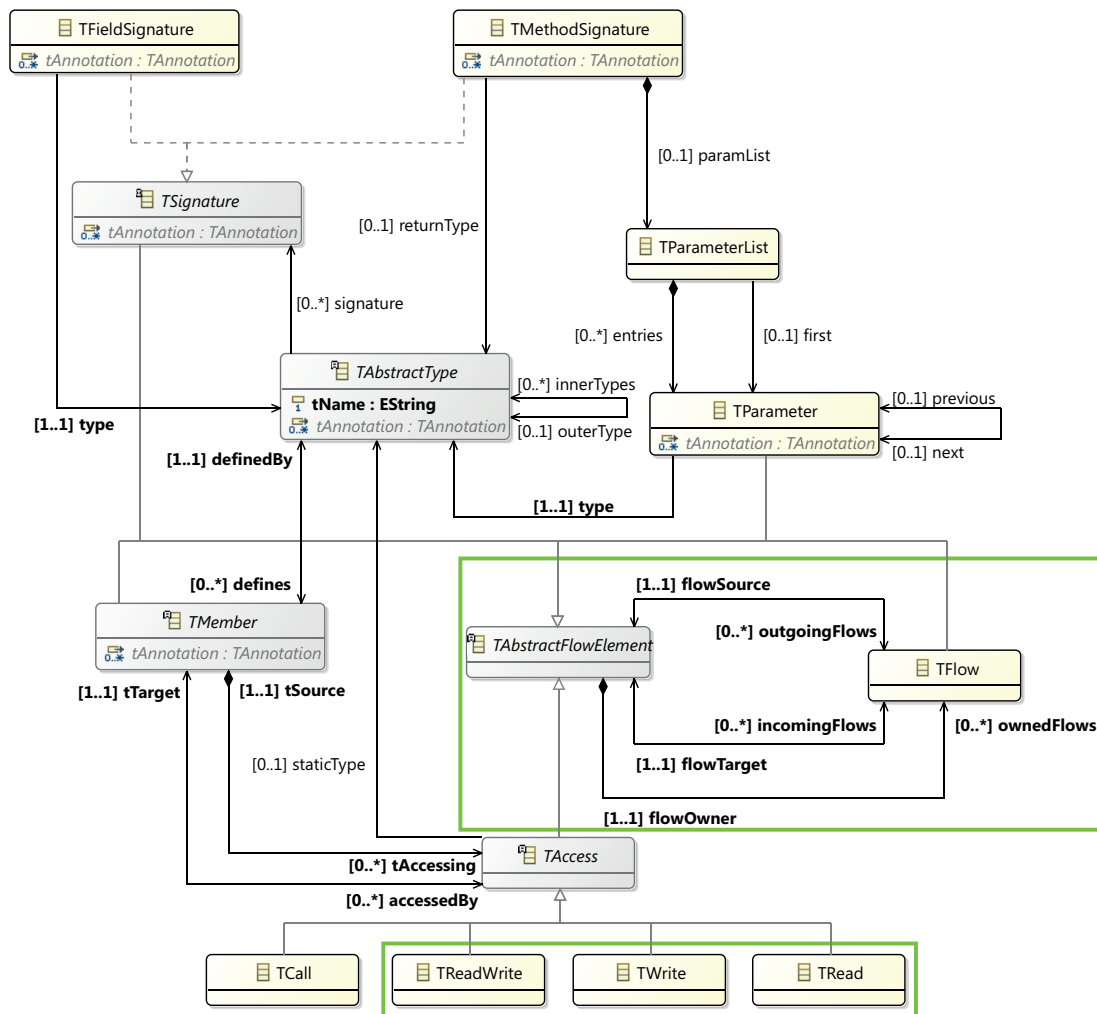 TFieldSignature
tAnnotation : TAnnotation
0..*
TMethodSignature
tAnnotation : TAnnotation
0..*
[0..1] paramList
TSignature
tAnnotation : TAnnotation
0..*
[0..1] returnType
TParameterList
[0..*] signature
[0..*] entries
[0..1] first
TAbstractType
1
tName : EString
0..*
tAnnotation : TAnnotation
[0..*] innerTypes
[0..1] outerType
TParameter
tAnnotation : TAnnotation
0..*
[0..1] previous
[0..1] next
[1..1] type
[1..1] definedBy
[1..1] type
[0..*] defines
TMember
tAnnotation : TAnnotation
0..*
[1..1] tTarget
[1..1] tSource
[0..1] staticType
[1..1] flowSource
[0..*] outgoingFlows
TAbstractFlowElement
TFlow
[0..*] incomingFlows
[0..*] ownedFlows
[1..1] flowTarget
[1..1] flowOwner
TAccess
[0..*] tAccessing
[0..*] accessedBy
TCall
TReadWrite
TWrite
TRead